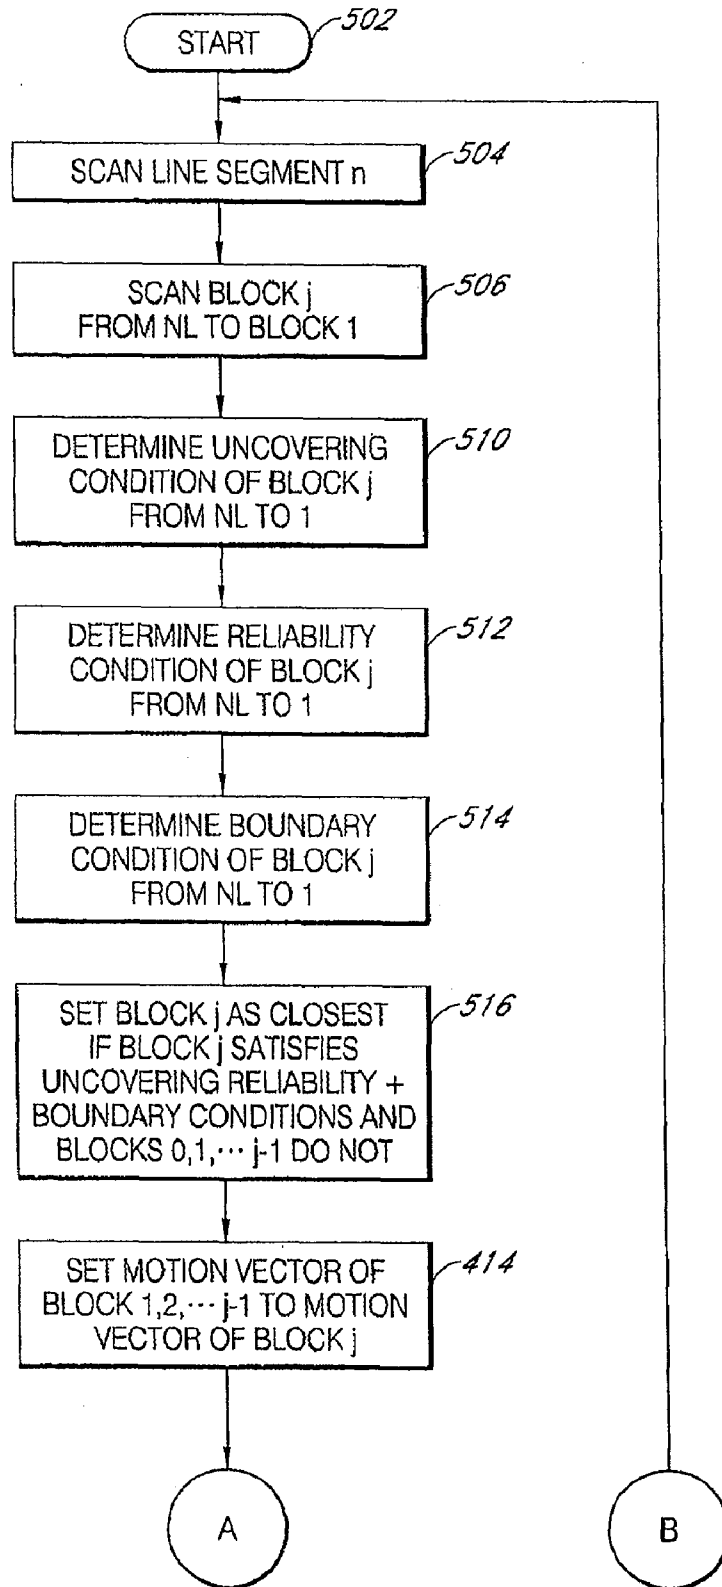 START
502
SCAN LINE SEGMENT n
504
SCAN BLOCK j
FROM NL TO BLOCK 1
506
DETERMINE UNCOVERING
CONDITION OF BLOCK j
FROM NL TO 1
510
DETERMINE RELIABILITY
CONDITION OF BLOCK j
FROM NL TO 1
512
DETERMINE BOUNDARY
CONDITION OF BLOCK j
FROM NL TO 1
514
SET BLOCK j AS CLOSEST
IF BLOCK j SATISFIES
UNCOVERING RELIABILITY +
BOUNDARY CONDITIONS AND
BLOCKS 0,1,··· j-1 DO NOT
516
SET MOTION VECTOR OF
BLOCK 1,2,··· j-1 TO MOTION
VECTOR OF BLOCK j
414
A
B